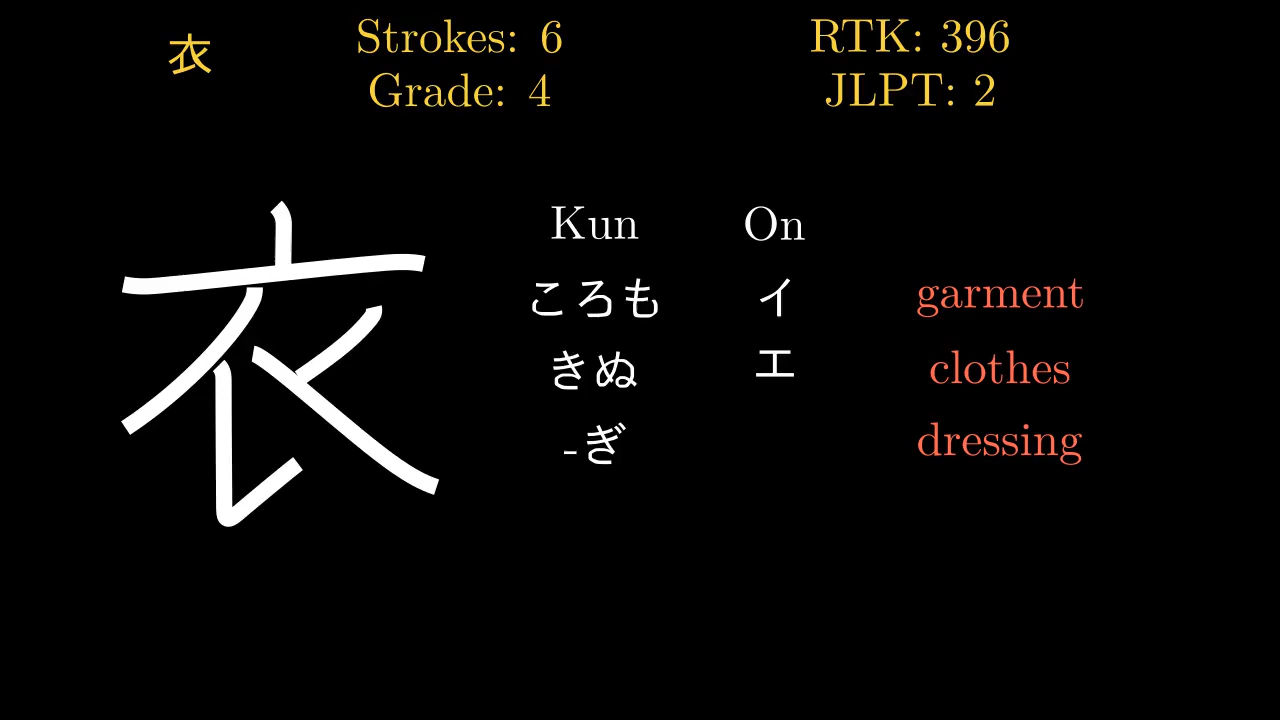 衣
Strokes: 6
Grade: 4
RTK: 396
JLPT: 2
衣
Kun
On
ころも
イ
garment
きぬ
エ
clothes
-ぎ
dressing